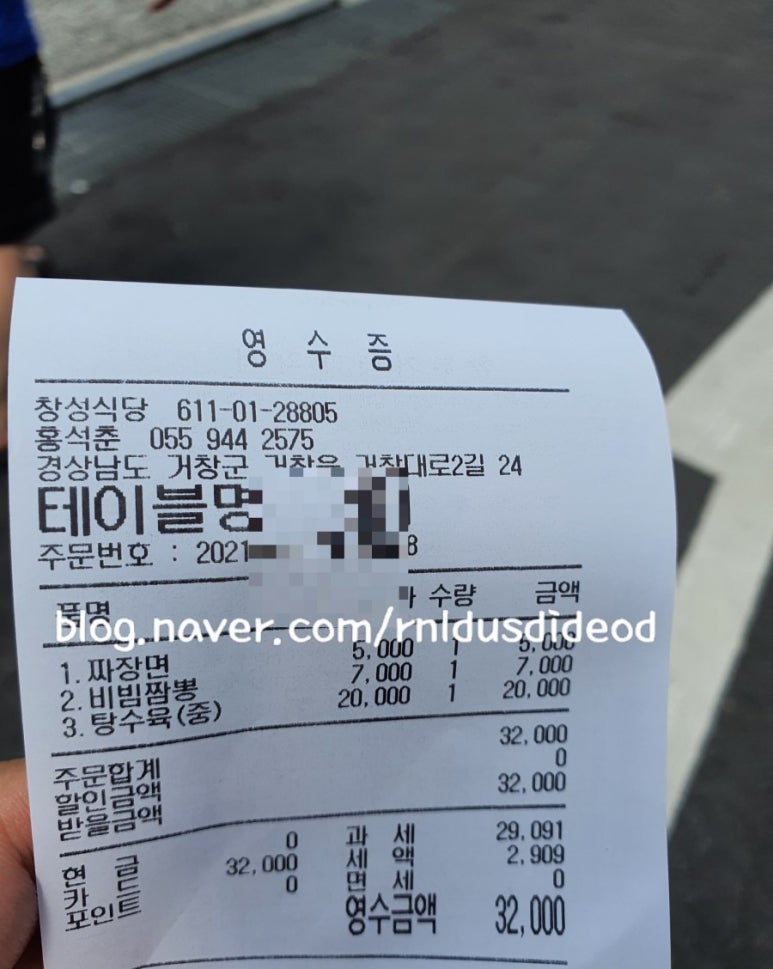 영 수 증
창성식당 611-01-28805
홍석춘 055 944 2575
경상남도 거창군 거창읍 거창대로2길 24
테이블명
주문번호 : 2021 8
품명 수량 금액
blog.naver.com/rnldusdideod
1. 짜장면 5,000 1 5,000
2. 비빔짬뽕 7,000 1 7,000
3. 탕수육(중) 20,000 1 20,000
주문합계 32,000
할인금액 0
받을금액 32,000
현 금 0 과 세 29,091
카 드 32,000 세 액 2,909
포인트 0 면 세 0
영수금액 32,000